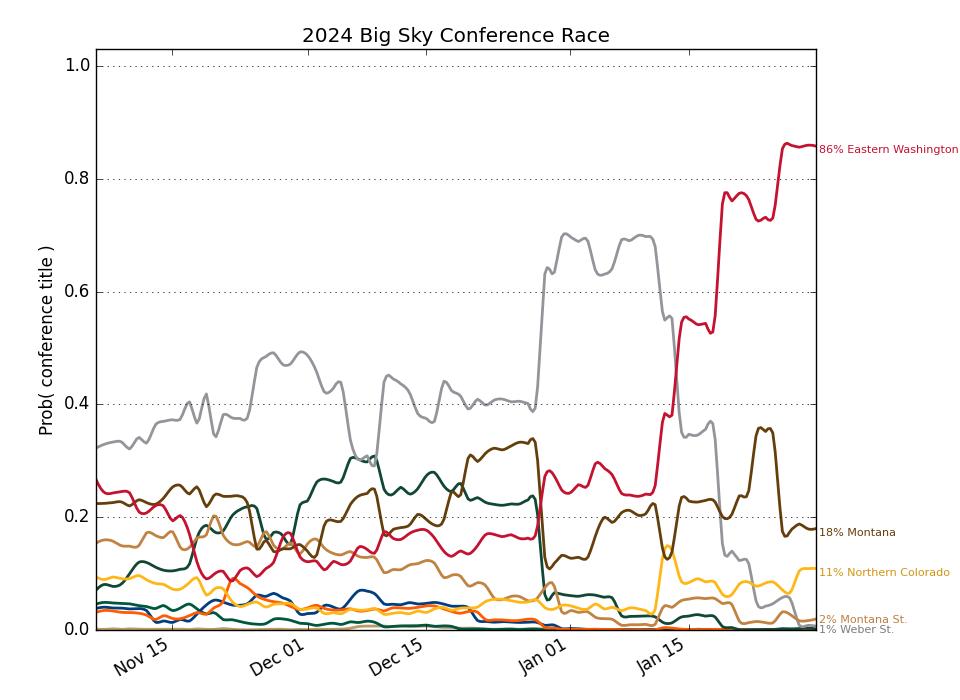 2024 Big Sky Conference Race
Prob( conference title )
1.0
0.8
0.6
0.4
0.2
0.0
Nov 15
Dec 01
Dec 15
Jan 01
Jan 15
86% Eastern Washington
18% Montana
11% Northern Colorado
2% Montana St.
1% Weber St.